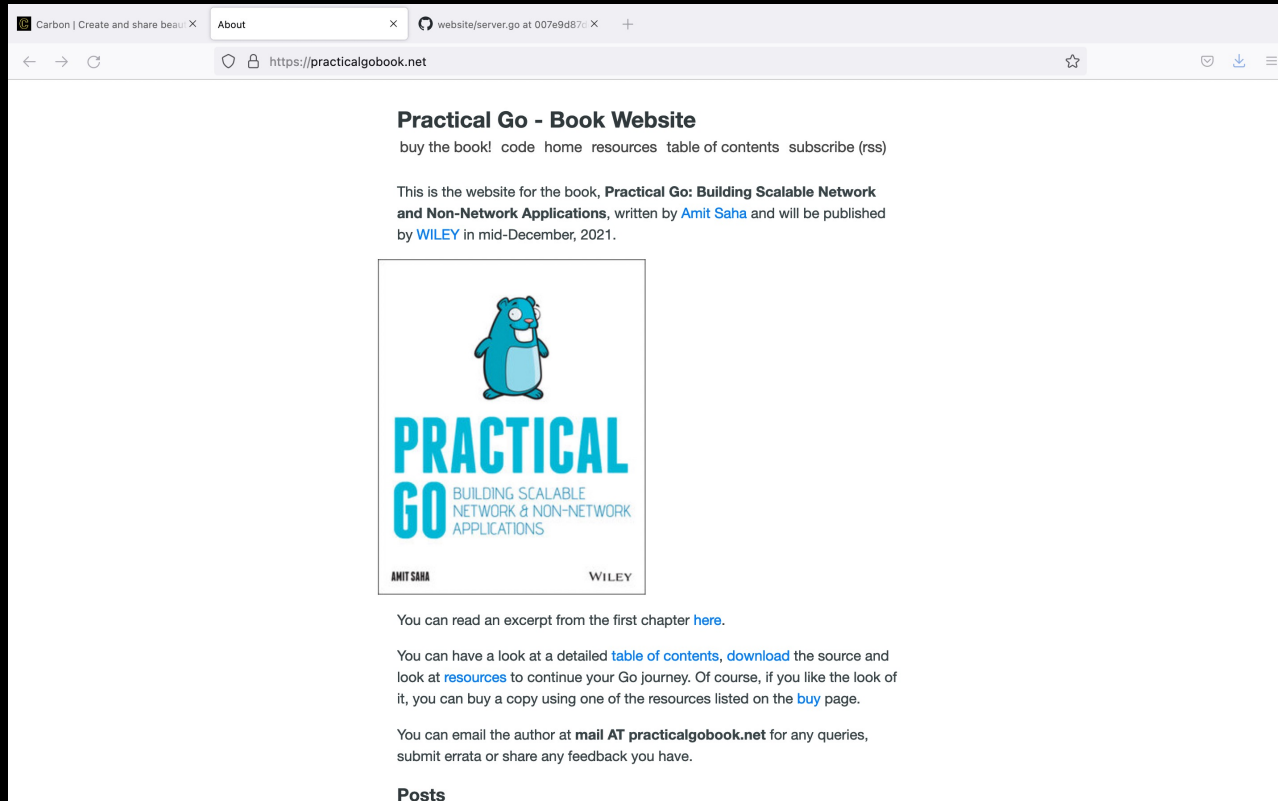 Carbon | Create and share beau
About
website/server.go at 007e9d87d
https://practicalgobook.net
Practical Go - Book Website
buy the book! code home resources table of contents subscribe (rss)
This is the website for the book, Practical Go: Building Scalable Network
and Non-Network Applications, written by Amit Saha and will be published
by WILEY in mid-December, 2021.
PRACTICAL
GO
BUILDING SCALABLE
NETWORK & NON-NETWORK
APPLICATIONS
AMIT SAHA
WILEY
You can read an excerpt from the first chapter here.
You can have a look at a detailed table of contents, download the source and
look at resources to continue your Go journey. Of course, if you like the look of
it, you can buy a copy using one of the resources listed on the buy page.
You can email the author at mail AT practicalgobook.net for any queries,
submit errata or share any feedback you have.
Posts